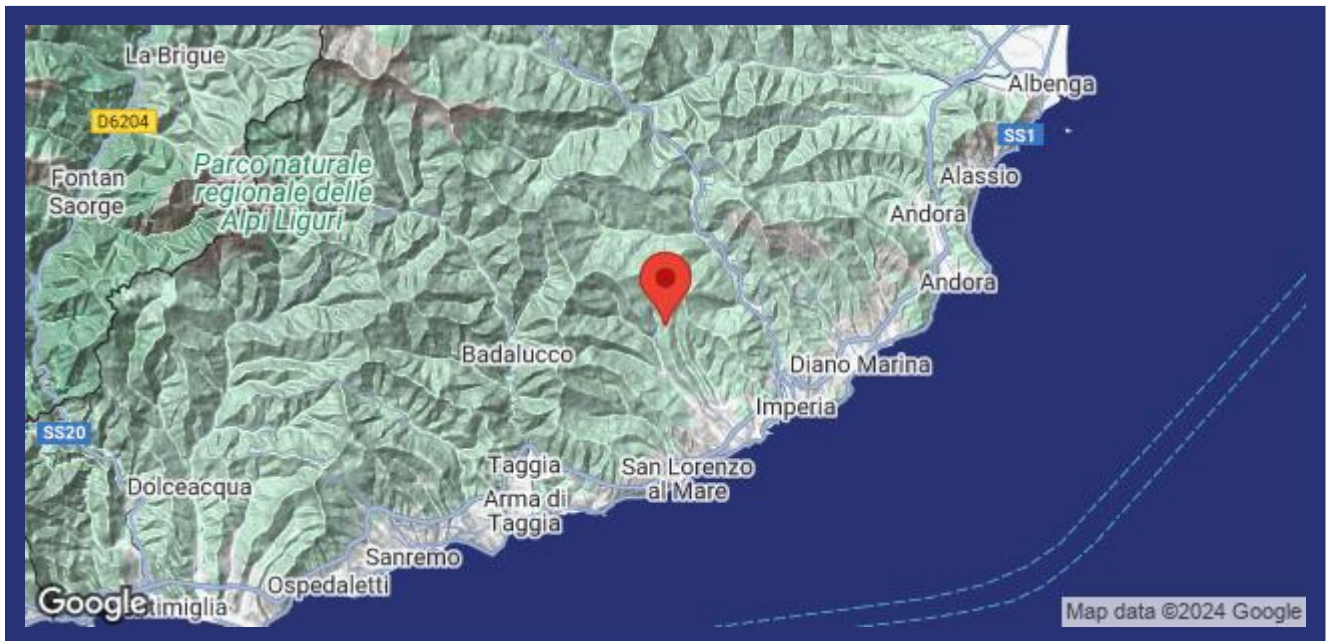 La Brigue
Albenga
D6204
SS1
Parco naturale
regionale delle
Alpi Liguri
Fontan
Saorge
Alassio
Andora
Andora
Badalucco
Diano Marina
Imperia
SS20
Taggia
San Lorenzo
al Mare
Dolceacqua
Arma di
Taggia
Sanremo
Ospedaletti
Google
timiglia
Map data ©2024 Google